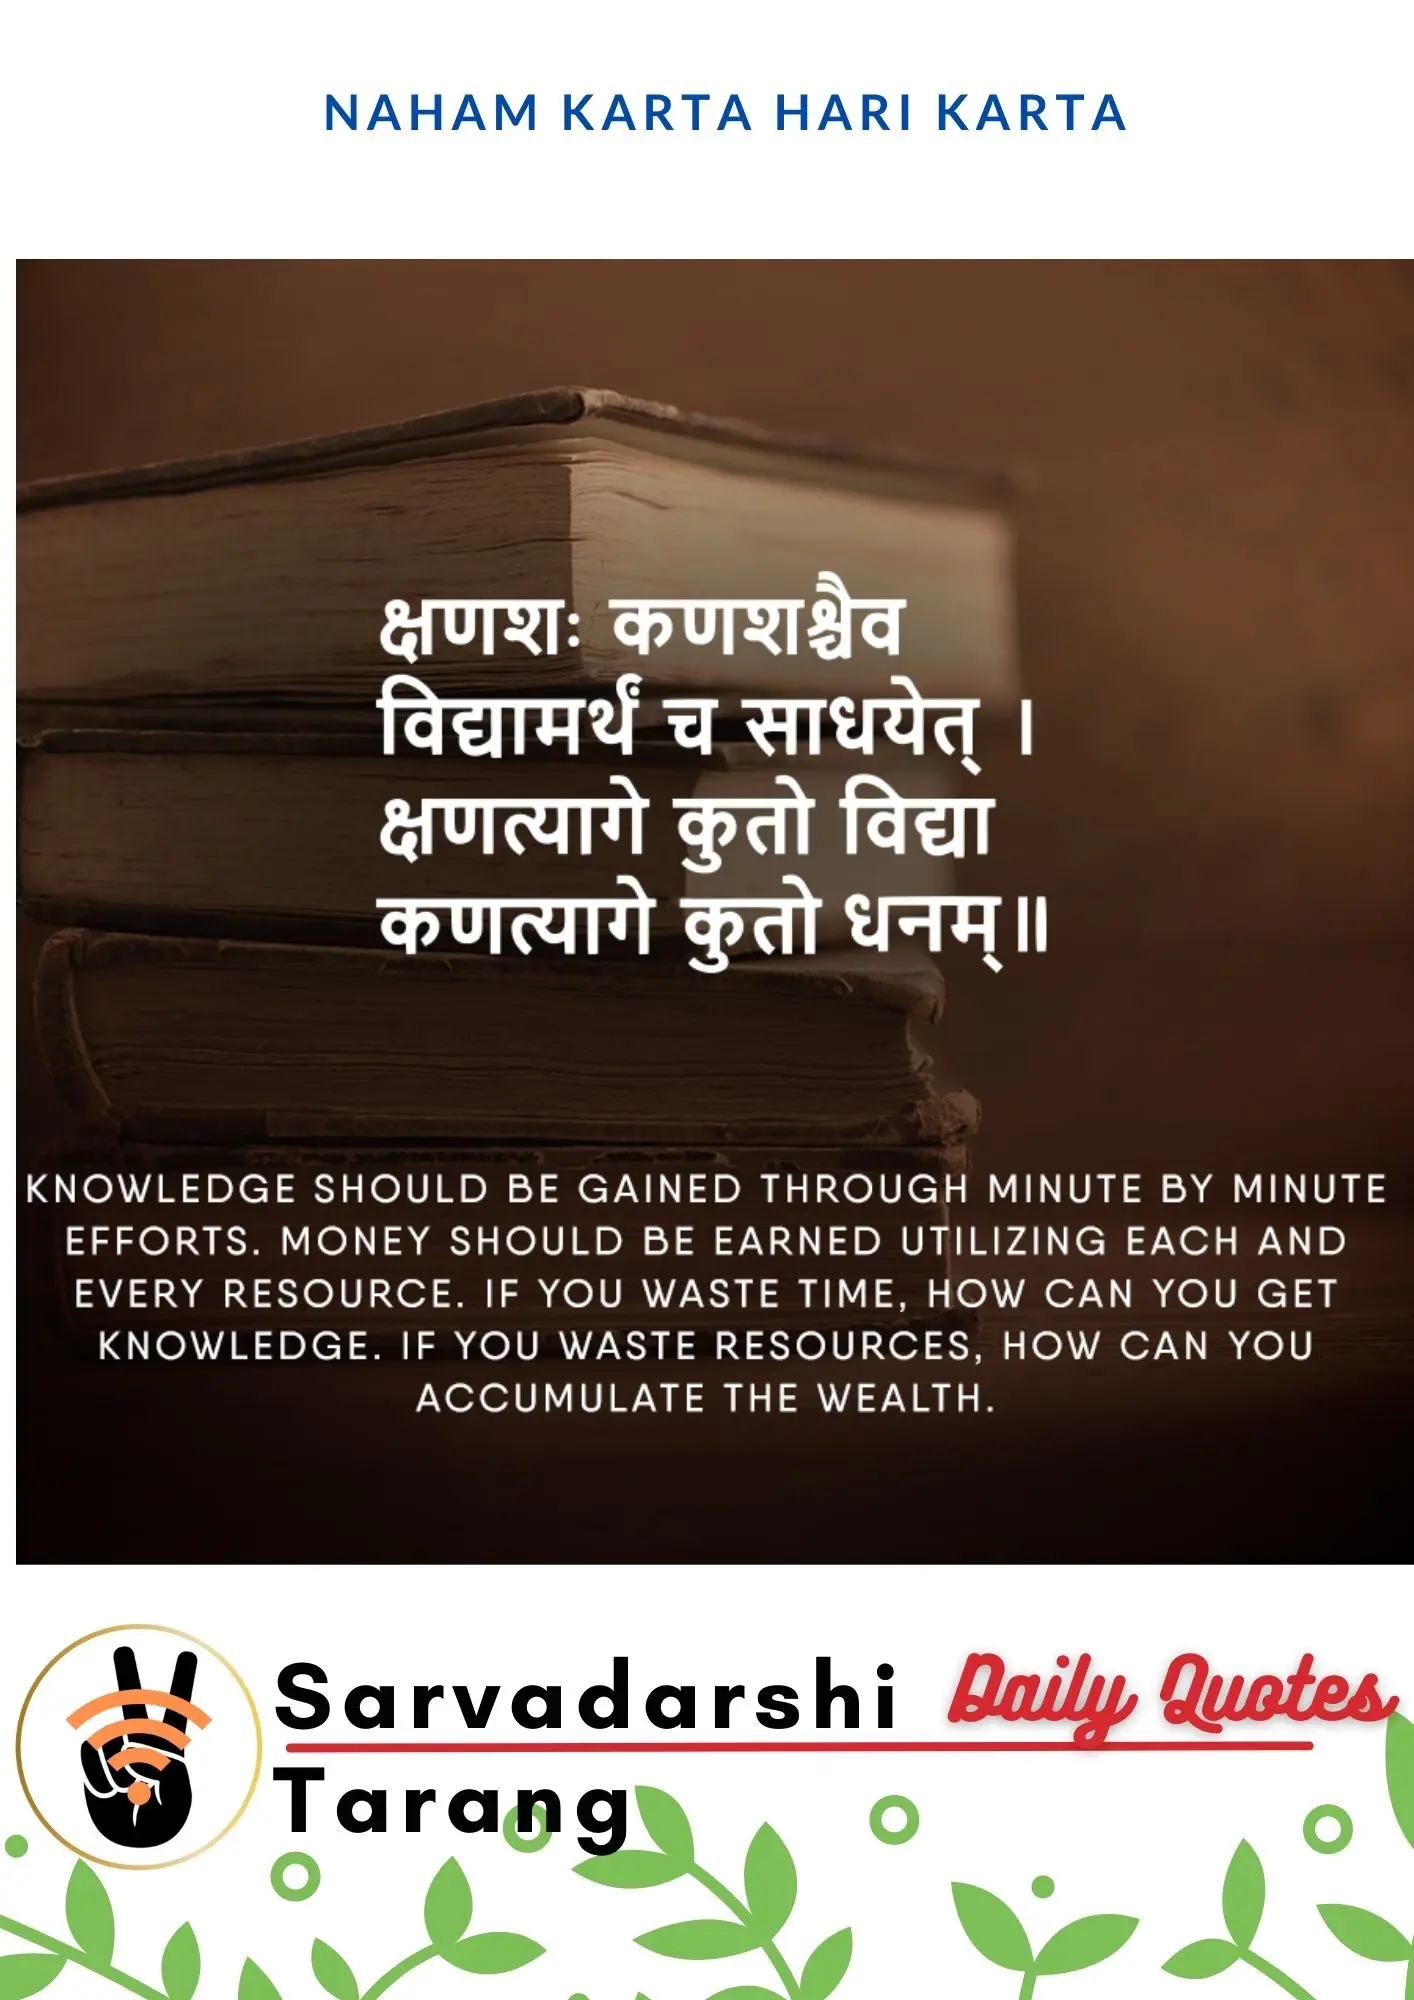 NAHAM KARTA HARI KARTA
क्षणशः कणशश्चैव
विद्यामर्थं च साधयेत् ।
क्षणत्यागे कुतो विद्या
कणत्यागे कुतो धनम्॥
KNOWLEDGE SHOULD BE GAINED THROUGH MINUTE BY MINUTE
EFFORTS. MONEY SHOULD BE EARNED UTILIZING EACH AND
EVERY RESOURCE. IF YOU WASTE TIME, HOW CAN YOU GET
KNOWLEDGE. IF YOU WASTE RESOURCES, HOW CAN YOU
ACCUMULATE THE WEALTH.
Sarvadarshi Daily Quotes
Tarang